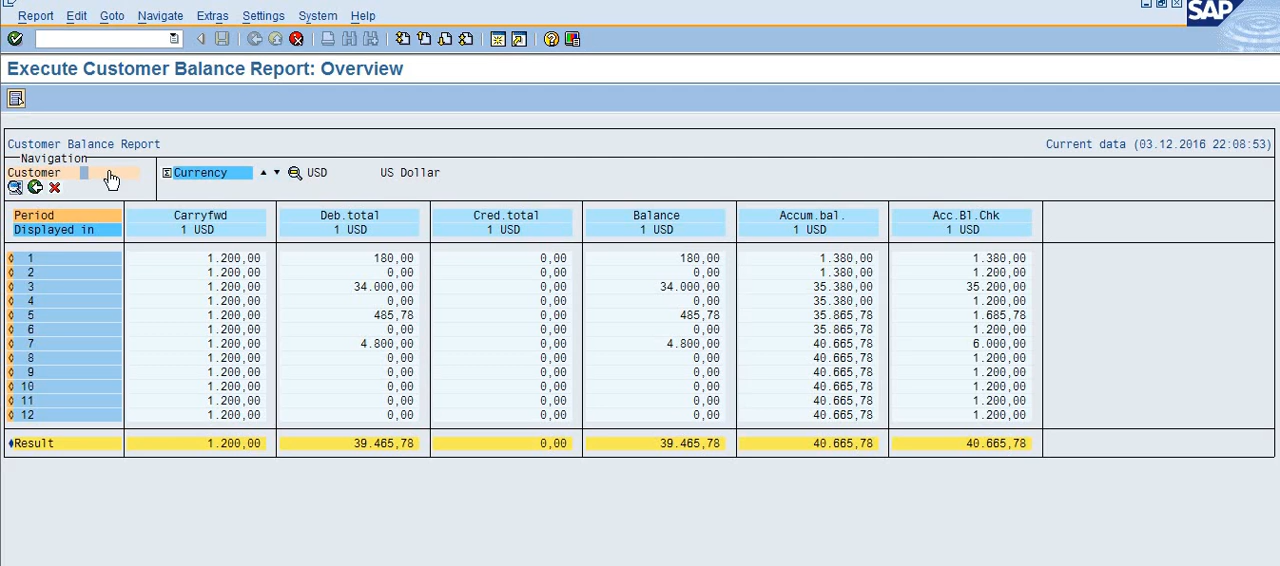 Report Edit Goto Navigate Extras Settings System Help
SAP
Execute Customer Balance Report: Overview
Customer Balance Report Current data (03.12.2016 22:08:53)
Navigation
Customer Currency USD US Dollar
Period Carryfwd Deb.total Cred.total Balance Accum.bal. Acc.Bl.Chk
Displayed in 1 USD 1 USD 1 USD 1 USD 1 USD 1 USD
1 1.200,00 180,00 0,00 180,00 1.380,00 1.380,00
2 1.200,00 0,00 0,00 0,00 1.380,00 1.200,00
3 1.200,00 34.000,00 0,00 34.000,00 35.380,00 35.200,00
4 1.200,00 0,00 0,00 0,00 35.380,00 1.200,00
5 1.200,00 485,78 0,00 485,78 35.865,78 1.685,78
6 1.200,00 0,00 0,00 0,00 35.865,78 1.200,00
7 1.200,00 4.800,00 0,00 4.800,00 40.665,78 6.000,00
8 1.200,00 0,00 0,00 0,00 40.665,78 1.200,00
9 1.200,00 0,00 0,00 0,00 40.665,78 1.200,00
10 1.200,00 0,00 0,00 0,00 40.665,78 1.200,00
11 1.200,00 0,00 0,00 0,00 40.665,78 1.200,00
12 1.200,00 0,00 0,00 0,00 40.665,78 1.200,00
Result 1.200,00 39.465,78 0,00 39.465,78 40.665,78 40.665,78